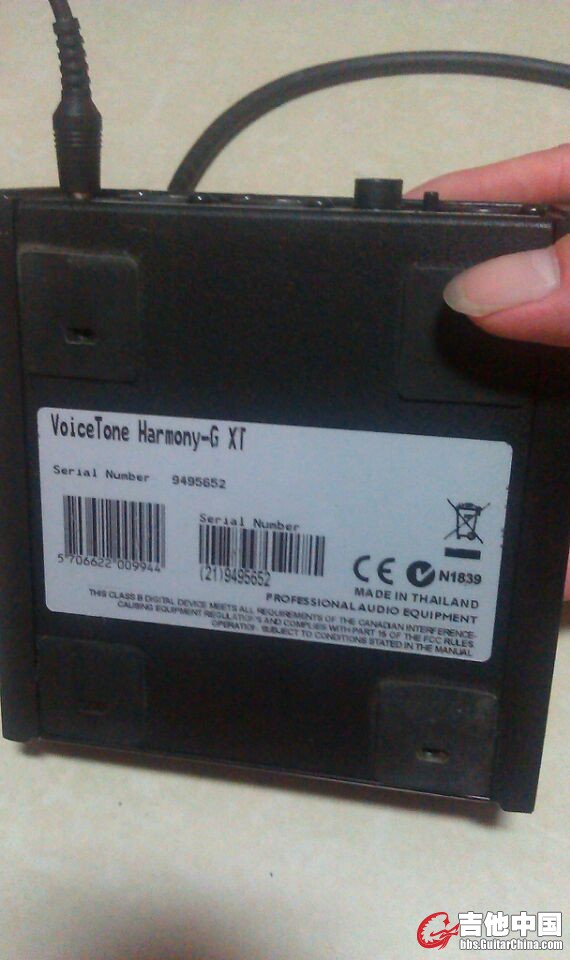 VoiceTone Harmony-G XT
Serial Number 9495652
Serial Number
5 706622 009944
(21)9495652
CE N1839
MADE IN THAILAND
PROFESSIONAL AUDIO EQUIPMENT
THIS CLASS B DIGITAL DEVICE MEETS ALL REQUIREMENTS OF THE CANADIAN INTERFERENCE-
CAUSING EQUIPMENT REGULATIONS AND COMPLIES WITH PART 15 OF THE FCC RULES.
OPERATION SUBJECT TO CONDITIONS STATED IN THE MANUAL
吉他中国
bbs.GuitarChina.com